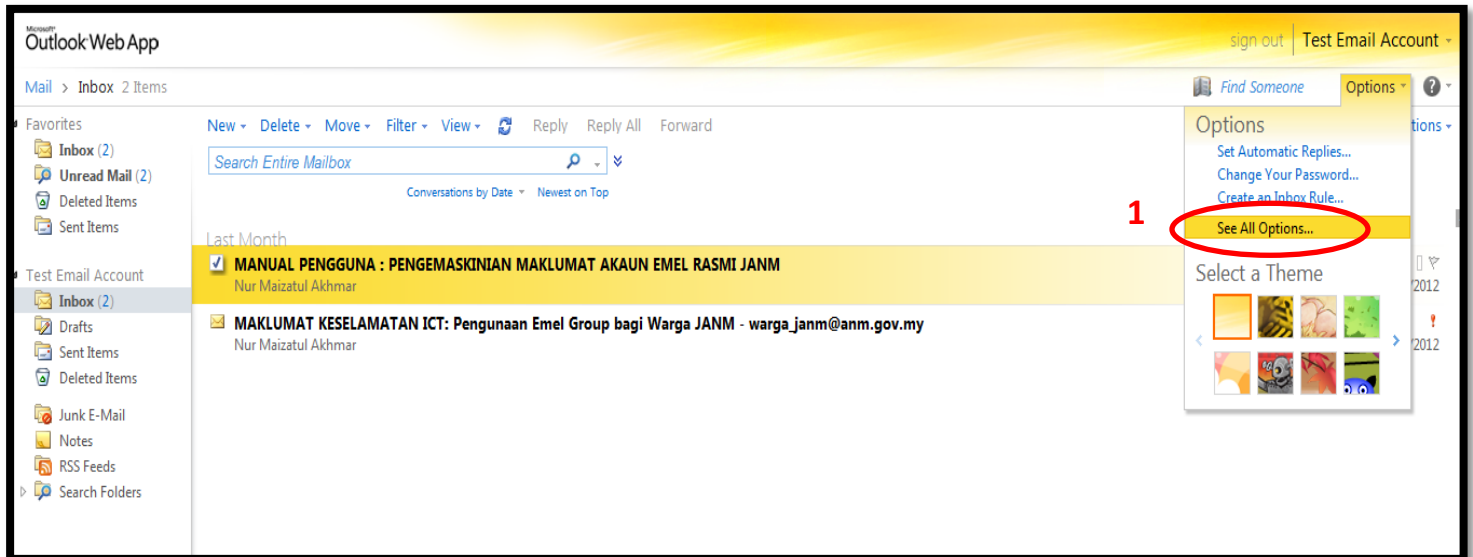 Microsoft®
Outlook Web App
sign out Test Email Account
Mail > Inbox 2 Items
Find Someone Options ?
Favorites
Inbox (2)
Unread Mail (2)
Deleted Items
Sent Items
Test Email Account
Inbox (2)
Drafts
Sent Items
Deleted Items
Junk E-Mail
Notes
RSS Feeds
Search Folders
New Delete Move Filter View Reply Reply All Forward
Search Entire Mailbox
Conversations by Date Newest on Top
Last Month
MANUAL PENGGUNA : PENGEMASKINIAN MAKLUMAT AKAUN EMEL RASMI JANM
Nur Maizatul Akhmar
MAKLUMAT KESELAMATAN ICT: Pengunaan Emel Group bagi Warga JANM - warga_janm@anm.gov.my
Nur Maizatul Akhmar
tions
2012
/2012
1
Options
Set Automatic Replies...
Change Your Password...
Create an Inbox Rule...
See All Options...
Select a Theme